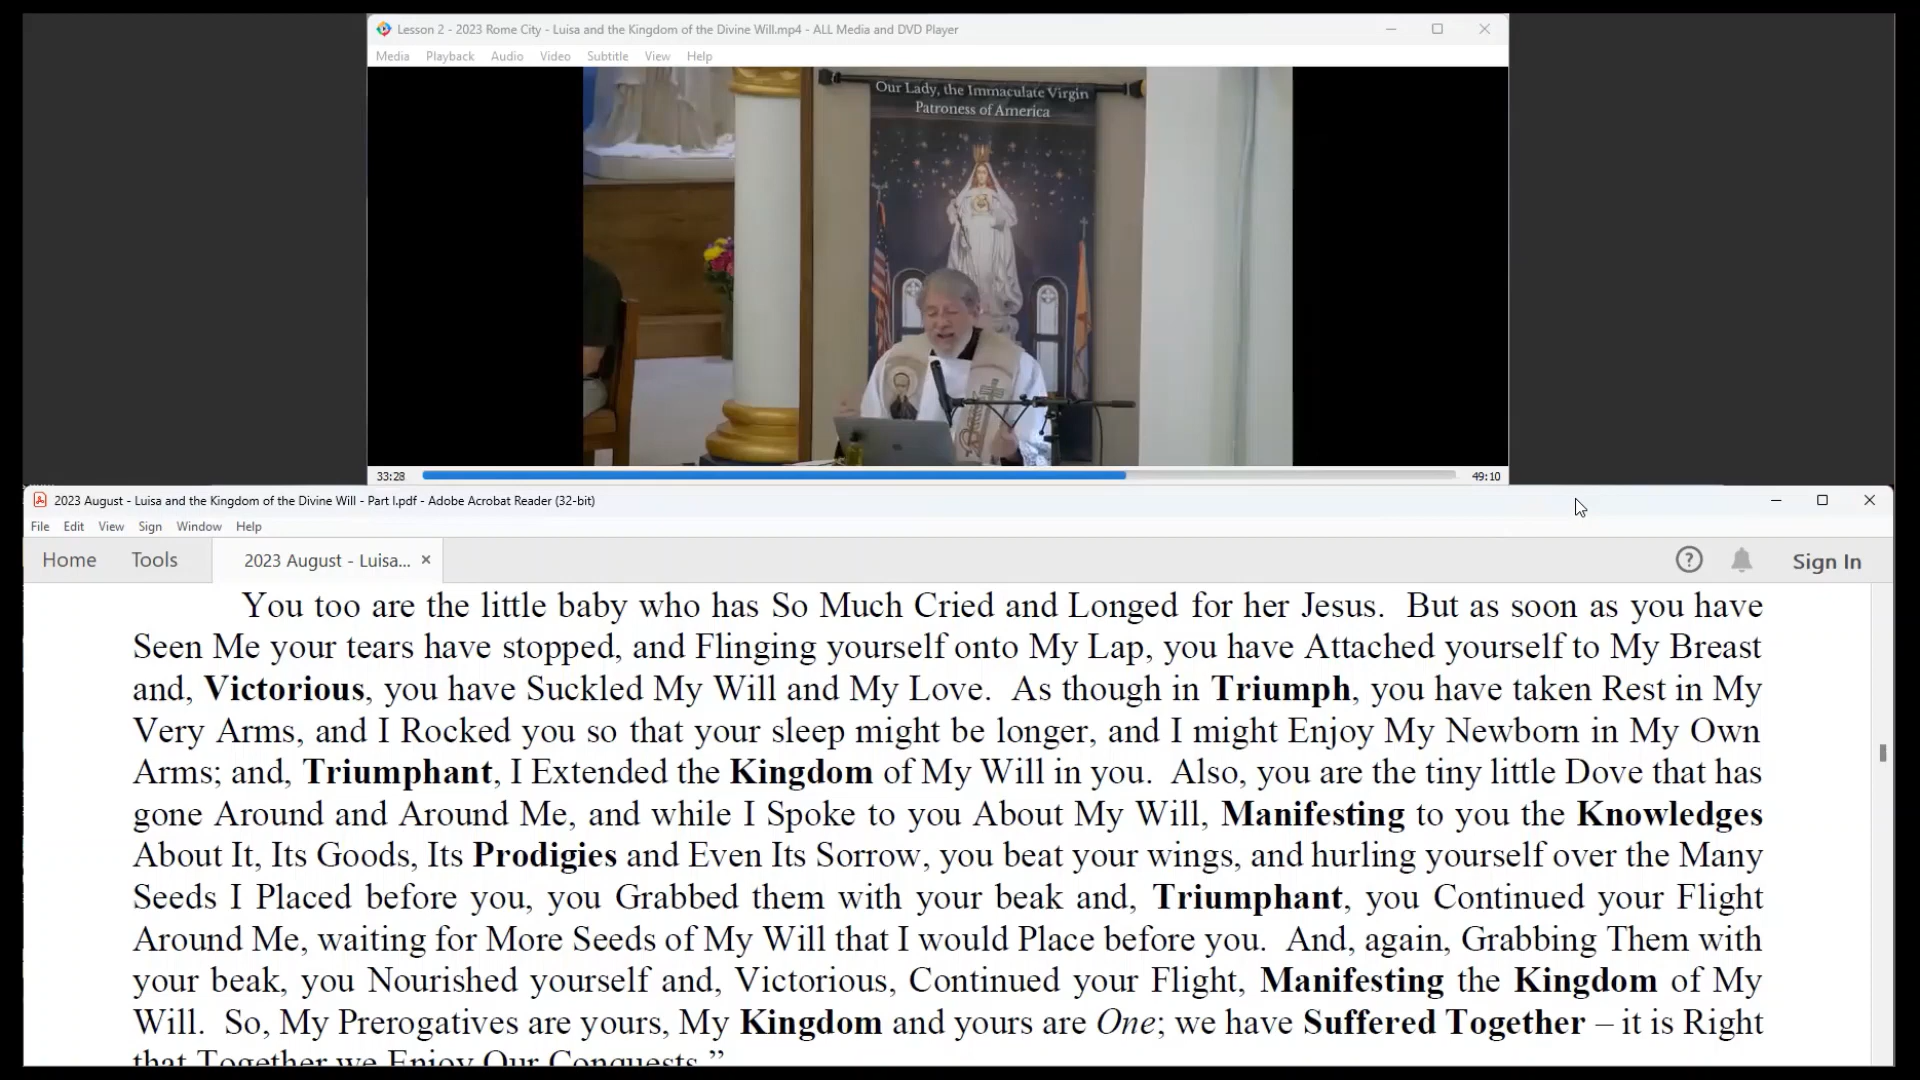 Lesson 2 - 2023 Rome City - Luisa and the Kingdom of the Divine Will.mp4 - ALL Media and DVD Player
Media Playback Audio Video Subtitle View Help
Our Lady, the Immaculate Virgin
Patroness of America
33:28 49:10
2023 August - Luisa and the Kingdom of the Divine Will - Part I.pdf - Adobe Acrobat Reader (32-bit)
File Edit View Sign Window Help
Home Tools 2023 August - Luisa... × Sign In
You too are the little baby who has So Much Cried and Longed for her Jesus. But as soon as you have
Seen Me your tears have stopped, and Flinging yourself onto My Lap, you have Attached yourself to My Breast
and, Victorious, you have Suckled My Will and My Love. As though in Triumph, you have taken Rest in My
Very Arms, and I Rocked you so that your sleep might be longer, and I might Enjoy My Newborn in My Own
Arms; and, Triumphant, I Extended the Kingdom of My Will in you. Also, you are the tiny little Dove that has
gone Around and Around Me, and while I Spoke to you About My Will, Manifesting to you the Knowledges
About It, Its Goods, Its Prodigies and Even Its Sorrow, you beat your wings, and hurling yourself over the Many
Seeds I Placed before you, you Grabbed them with your beak and, Triumphant, you Continued your Flight
Around Me, waiting for More Seeds of My Will that I would Place before you. And, again, Grabbing Them with
your beak, you Nourished yourself and, Victorious, Continued your Flight, Manifesting the Kingdom of My
Will. So, My Prerogatives are yours, My Kingdom and yours are One; we have Suffered Together – it is Right
that Together we Enjoy Our Conquests.”